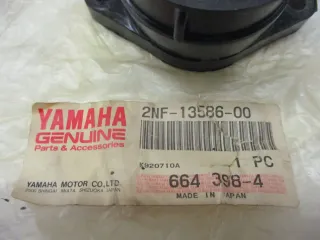 YAMAHA
GENUINE
Parts & Accessories
2NF-13586-00
K920710A
1 PC
YAMAHA MOTOR CO., LTD.
664 398-4
MADE IN JAPAN